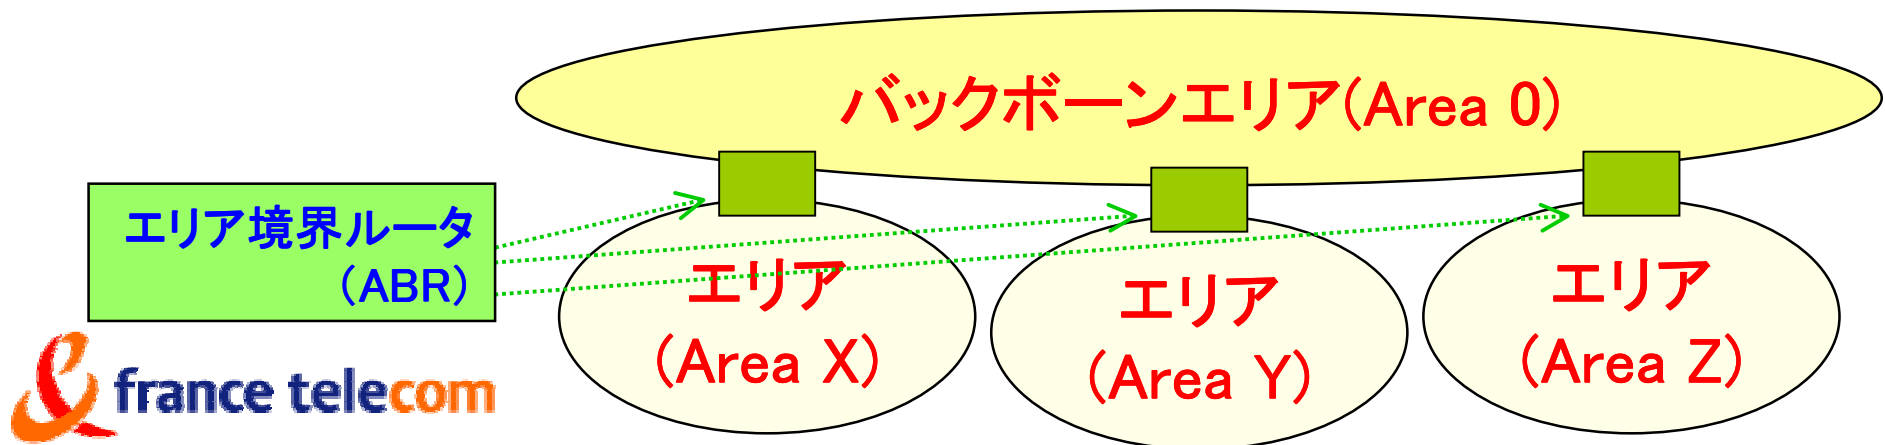 バックボーンエリア(Area 0)
エリア境界ルータ
(ABR)
エリア
(Area X)
エリア
(Area Y)
エリア
(Area Z)
france telecom